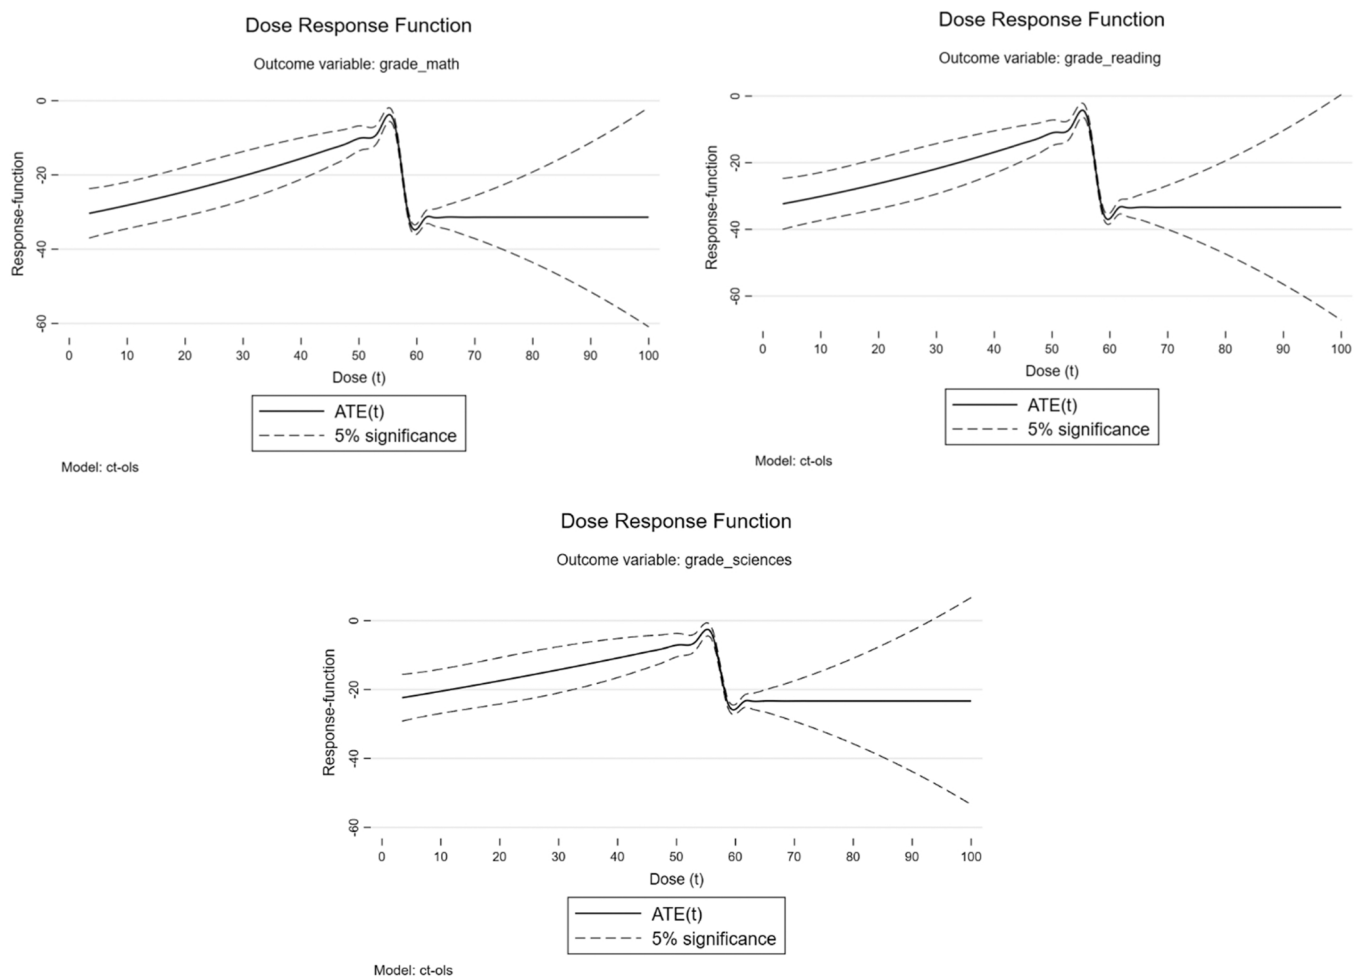 Dose Response Function
Outcome variable: grade_math
Response-function
0
-20
-40
-60
0 10 20 30 40 50 60 70 80 90 100
Dose (t)
ATE(t)
5% significance
Model: ct-ols
Dose Response Function
Outcome variable: grade_reading
Response-function
0
-20
-40
-60
0 10 20 30 40 50 60 70 80 90 100
Dose (t)
ATE(t)
5% significance
Model: ct-ols
Dose Response Function
Outcome variable: grade_sciences
Response-function
0
-20
-40
-60
0 10 20 30 40 50 60 70 80 90 100
Dose (t)
ATE(t)
5% significance
Model: ct-ols